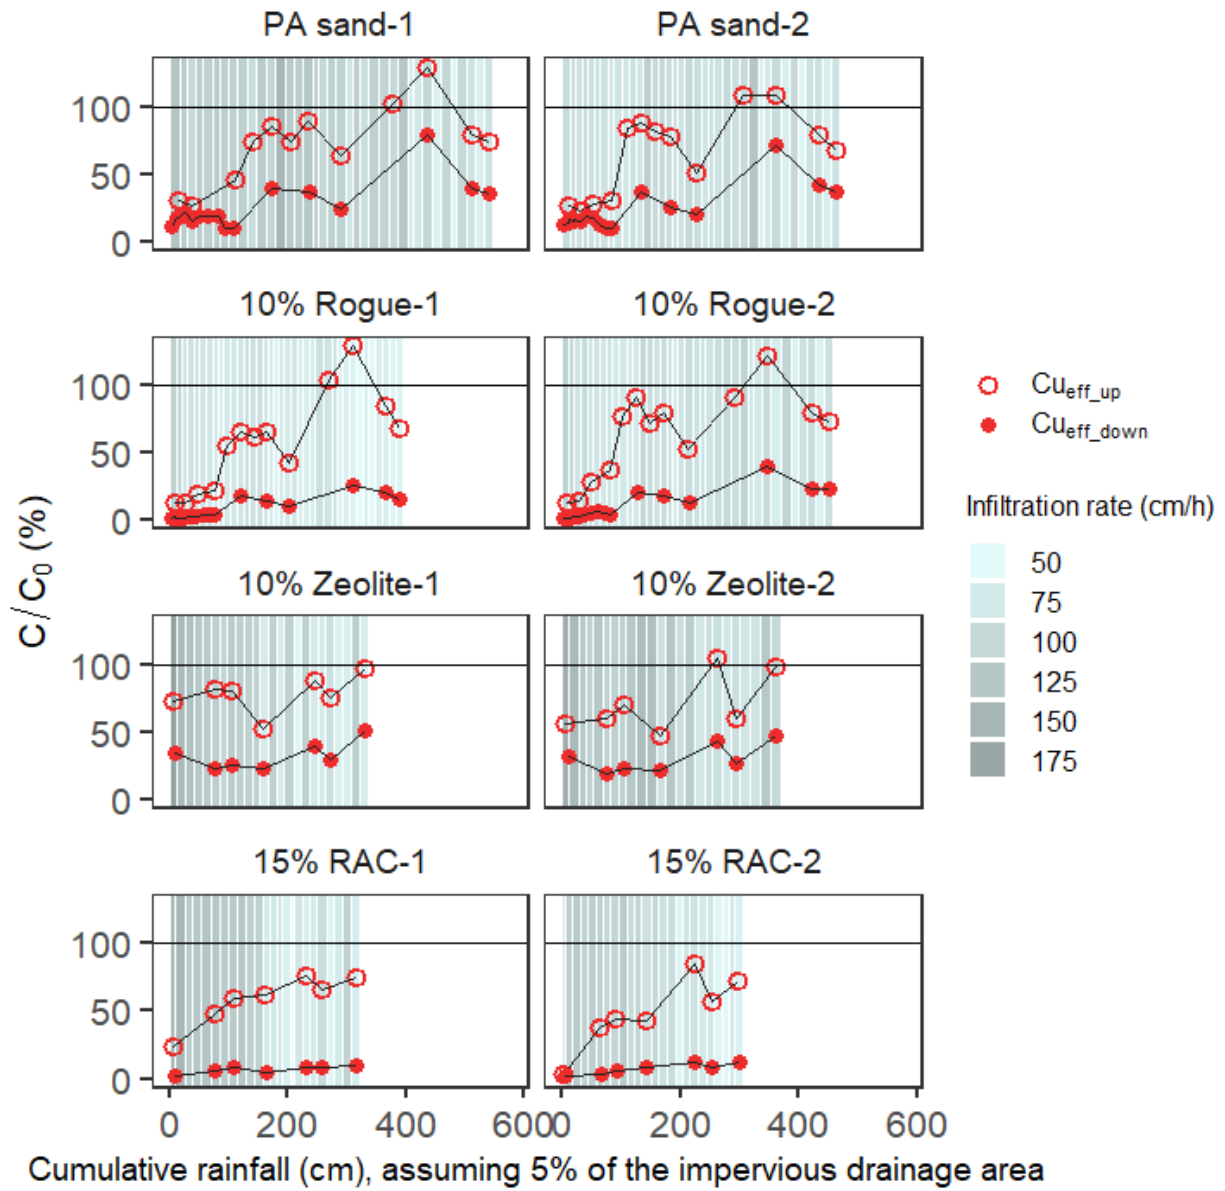 PA sand-1 PA sand-2
100
50
0
10% Rogue-1 10% Rogue-2
100
50
0
10% Zeolite-1 10% Zeolite-2
100
50
0
15% RAC-1 15% RAC-2
100
50
0
0 200 400 600 0 200 400 600
C/C0 (%)
Cumulative rainfall (cm), assuming 5% of the impervious drainage area
Cueff_up
Cueff_down
Infiltration rate (cm/h)
50
75
100
125
150
175